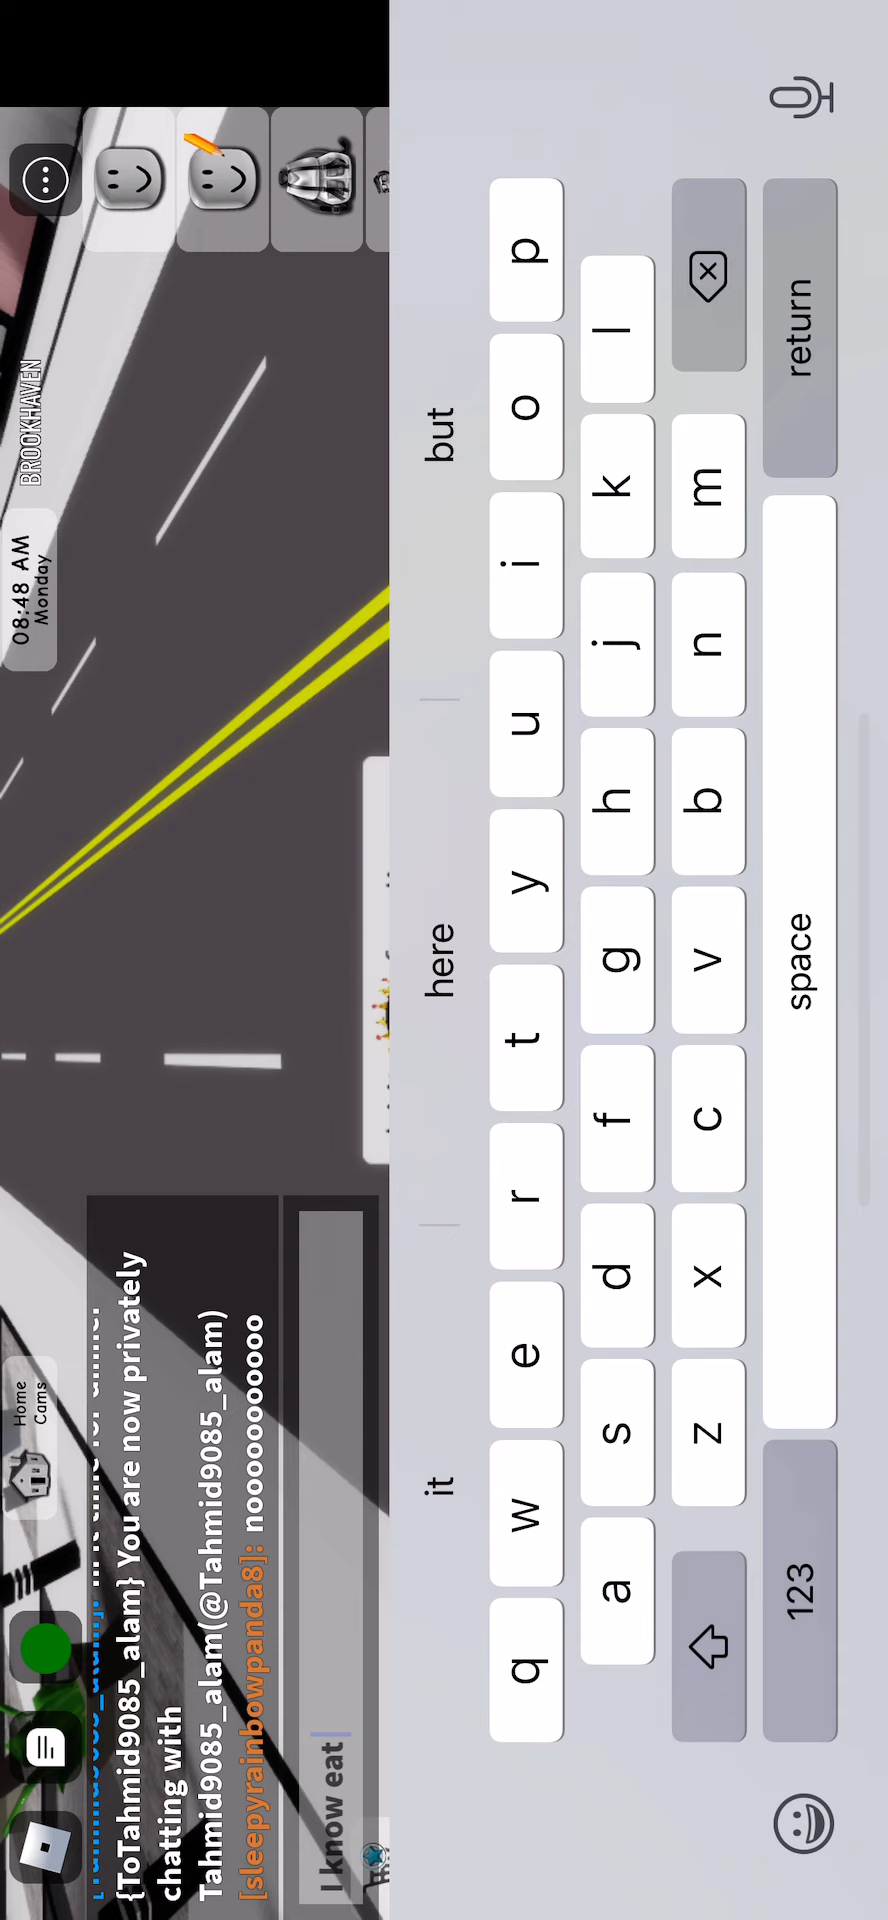 BROOKHAVEN
08:48 AM
Monday
Home
Cams
{ToTahmid9085_alam} You are now privately
chatting with
Tahmid9085_alam(@Tahmid9085_alam)
[sleepyrainbowpanda8]: noooooooooooo
I know eat
it
here
but
q w e r t y u i o p
a s d f g h j k l
z x c v b n m
123
space
return